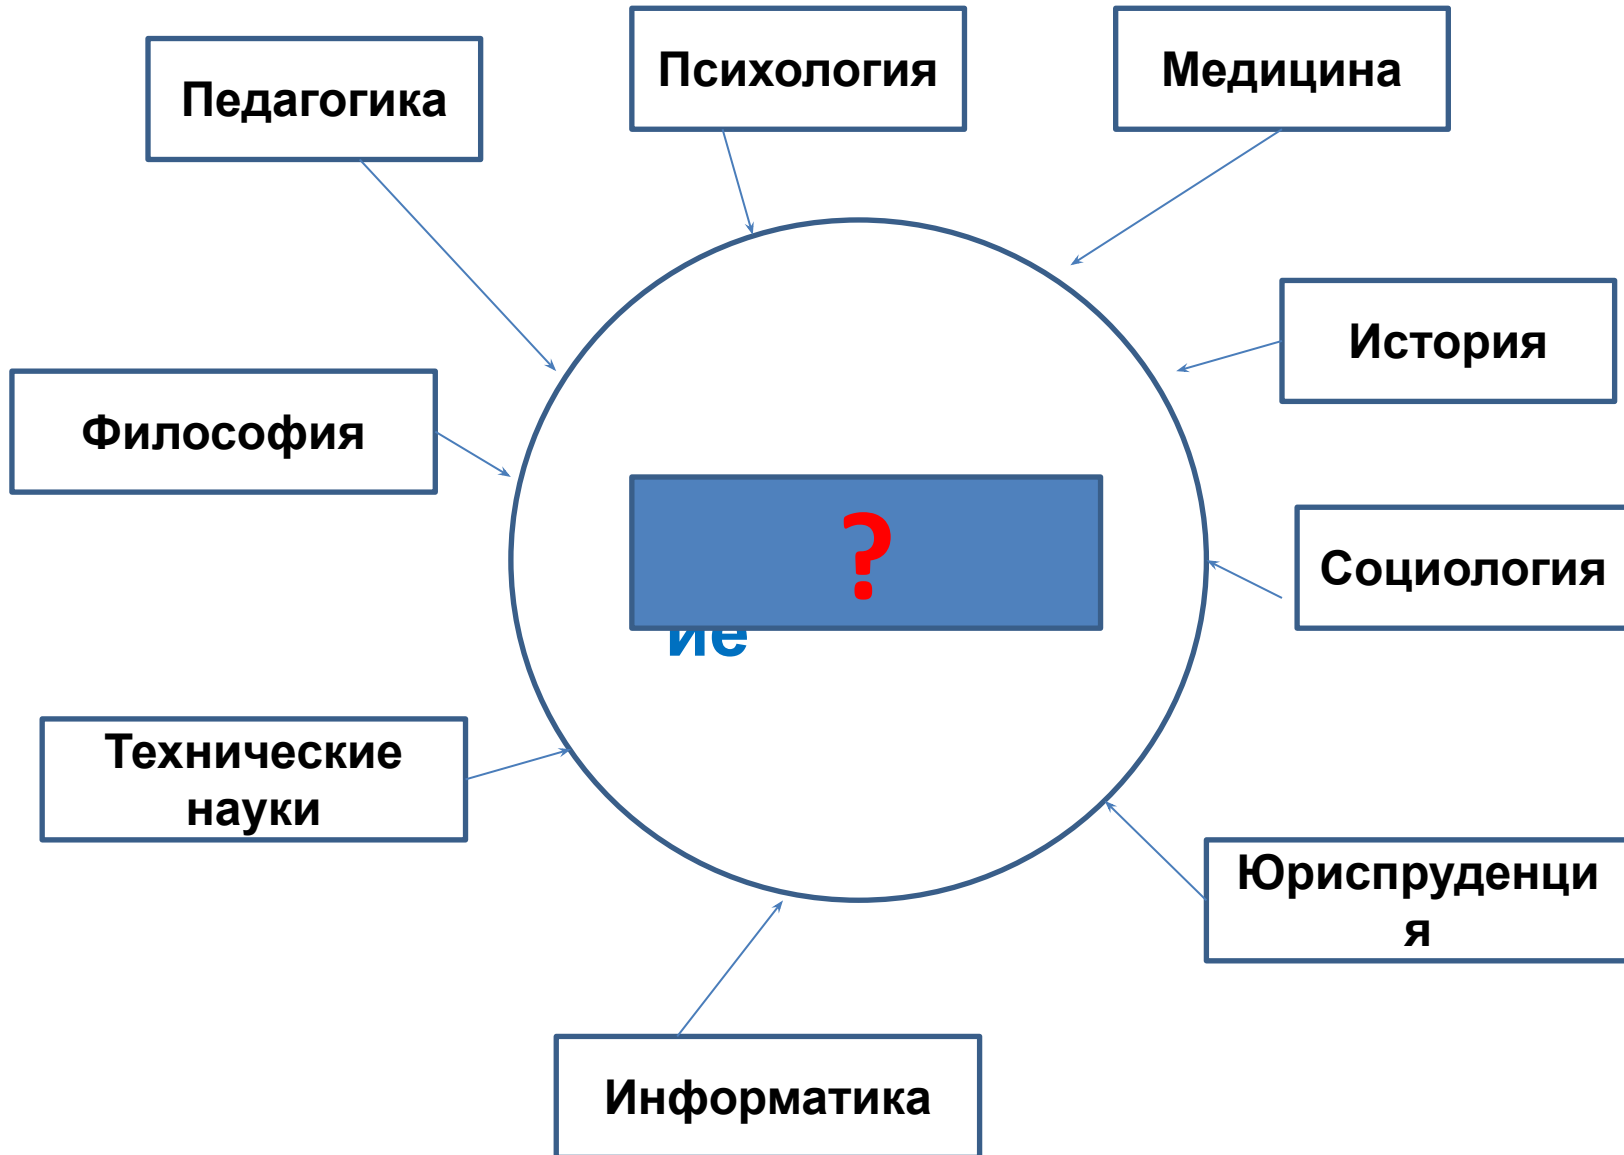 Психология
Медицина
Педагогика
История
Философия
?
Социология
ие
Технические
науки
Юриспруденци
я
Информатика